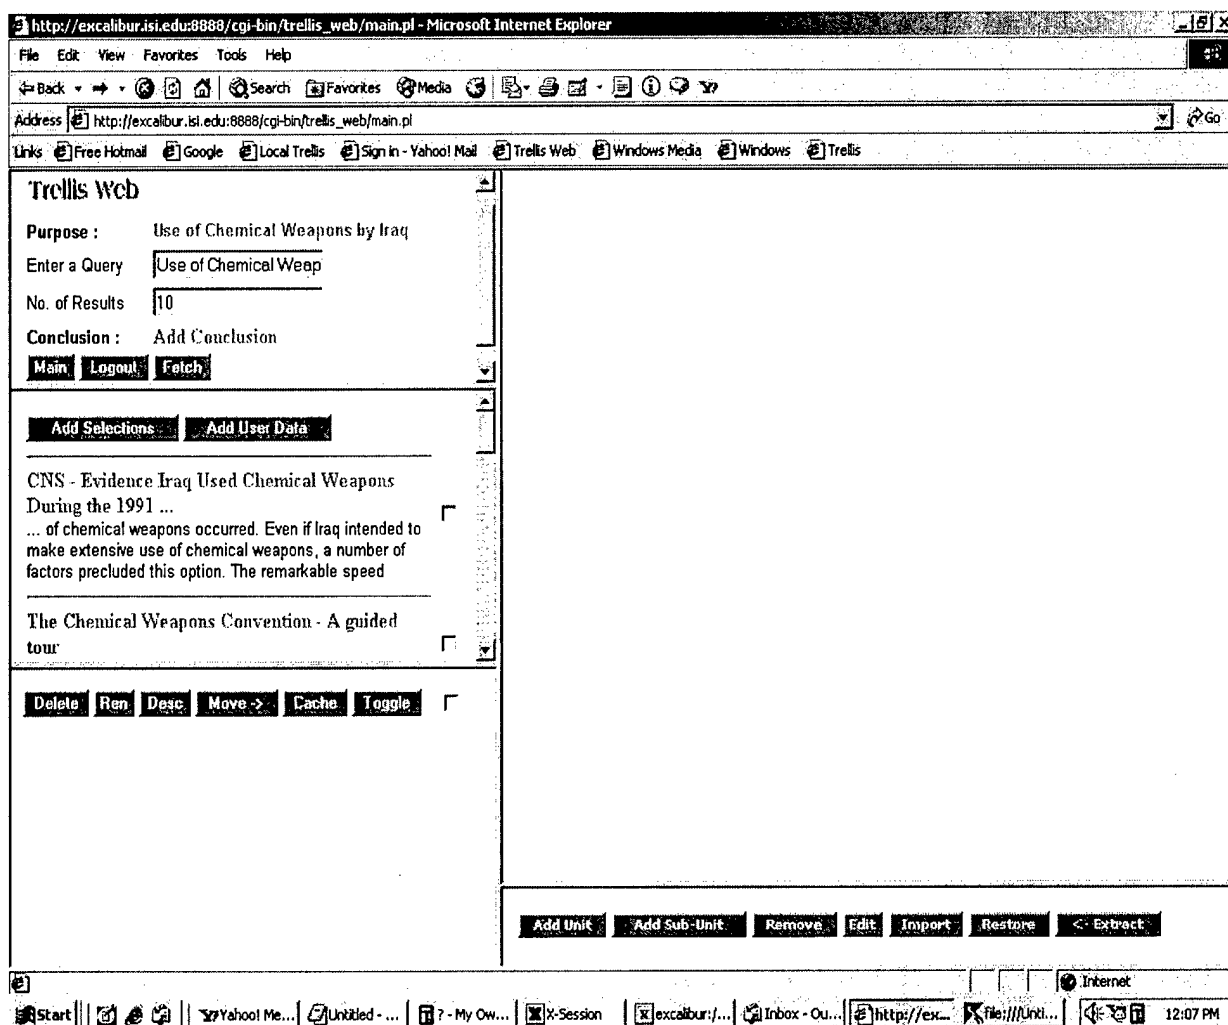 http://excalibur.isi.edu:8888/cgi-bin/trellis_web/main.pl - Microsoft Internet Explorer
File Edit View Favorites Tools Help
Back Search Favorites Media
Address http://excalibur.isi.edu:8888/cgi-bin/trellis_web/main.pl Go
Links Free Hotmail Google Local Trellis Sign in - Yahoo! Mail Trellis Web Windows Media Windows Trellis
Trellis Web
Purpose : Use of Chemical Weapons by Iraq
Enter a Query Use of Chemical Weap
No. of Results 10
Conclusion : Add Conclusion
Main Logout Fetch
Add Selections Add User Data
CNS - Evidence Iraq Used Chemical Weapons
During the 1991 ...
... of chemical weapons occurred. Even if Iraq intended to
make extensive use of chemical weapons, a number of
factors precluded this option. The remarkable speed
The Chemical Weapons Convention - A guided
tour
Delete Ren Desc Move -> Cache Toggle
Add Unit Add Sub-Unit Remove Edit Import Restore <- Extract
Internet
Start Yahoo! Me... Untitled - ... ? - My Ow... X-Session excalibur:/... Inbox - Ou... http://ex... file:///Unti... 12:07 PM